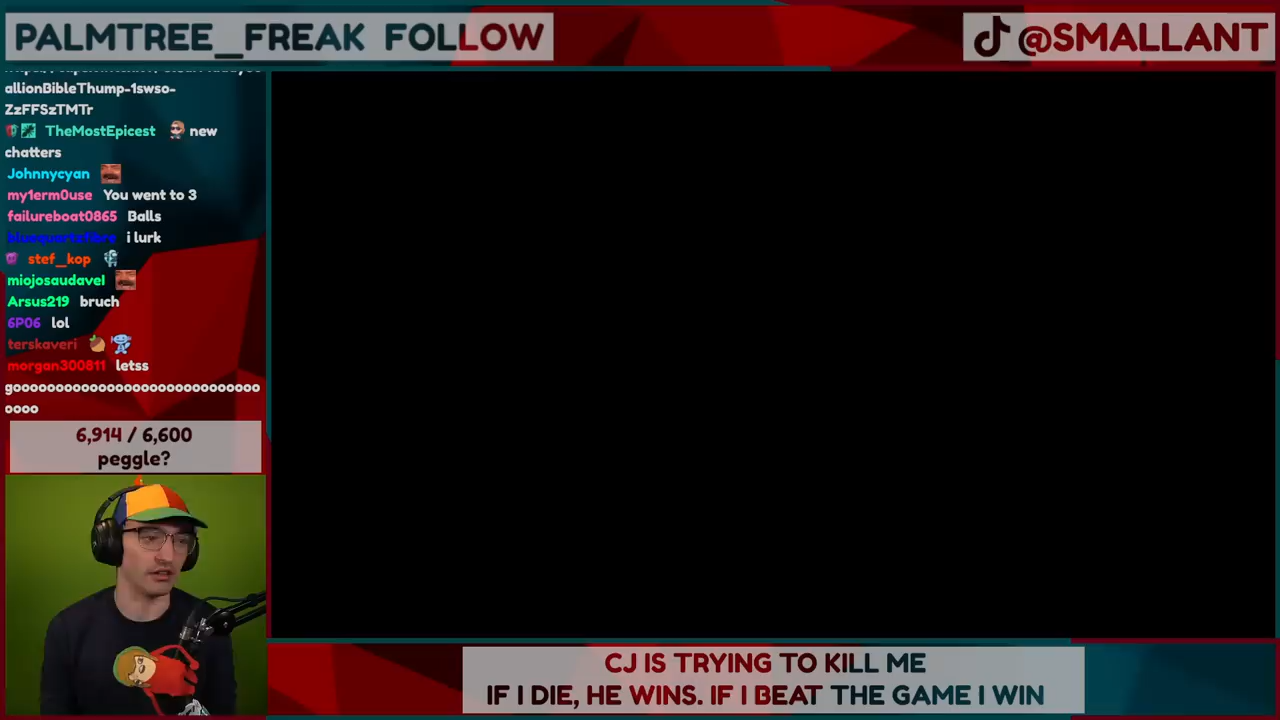 PALMTREE_FREAK FOLLOW
@SMALLANT
allionBibleThump-1swso-
ZzFFSzTMTr
TheMostEpicest new
chatters
Johnnycyan
my1erm0use You went to 3
failureboat0865 Balls
i lurk
stef_kop
miojosaudavel
Arsus219 bruch
6P06 lol
terskaveri
morgan300811 letss
goooooooooooooooooooooooooooo
oooo
6,914 / 6,600
peggle?
CJ IS TRYING TO KILL ME
IF I DIE, HE WINS. IF I BEAT THE GAME I WIN